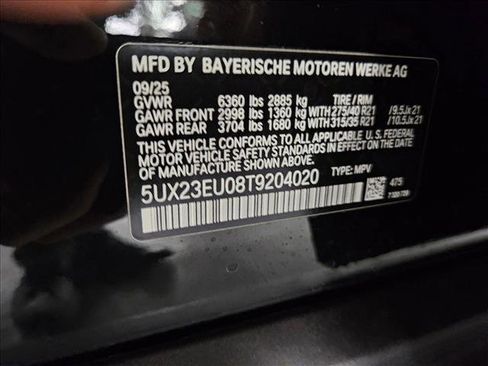 MFD BY BAYERISCHE MOTOREN WERKE AG
09/25
GVWR 6360 lbs 2885 kg TIRE / RIM
GAWR FRONT 2998 lbs 1360 kg WITH 275/40 R21 /9.5Jx21
GAWR REAR 3704 lbs 1680 kg WITH 315/35 R21 /10.5Jx21
THIS VEHICLE CONFORMS TO ALL APPLICABLE U.S. FEDERAL
MOTOR VEHICLE SAFETY STANDARDS IN EFFECT ON THE DATE
OF MANUFACTURE SHOWN ABOVE.
5UX23EU08T9204020 TYPE: MPV
475